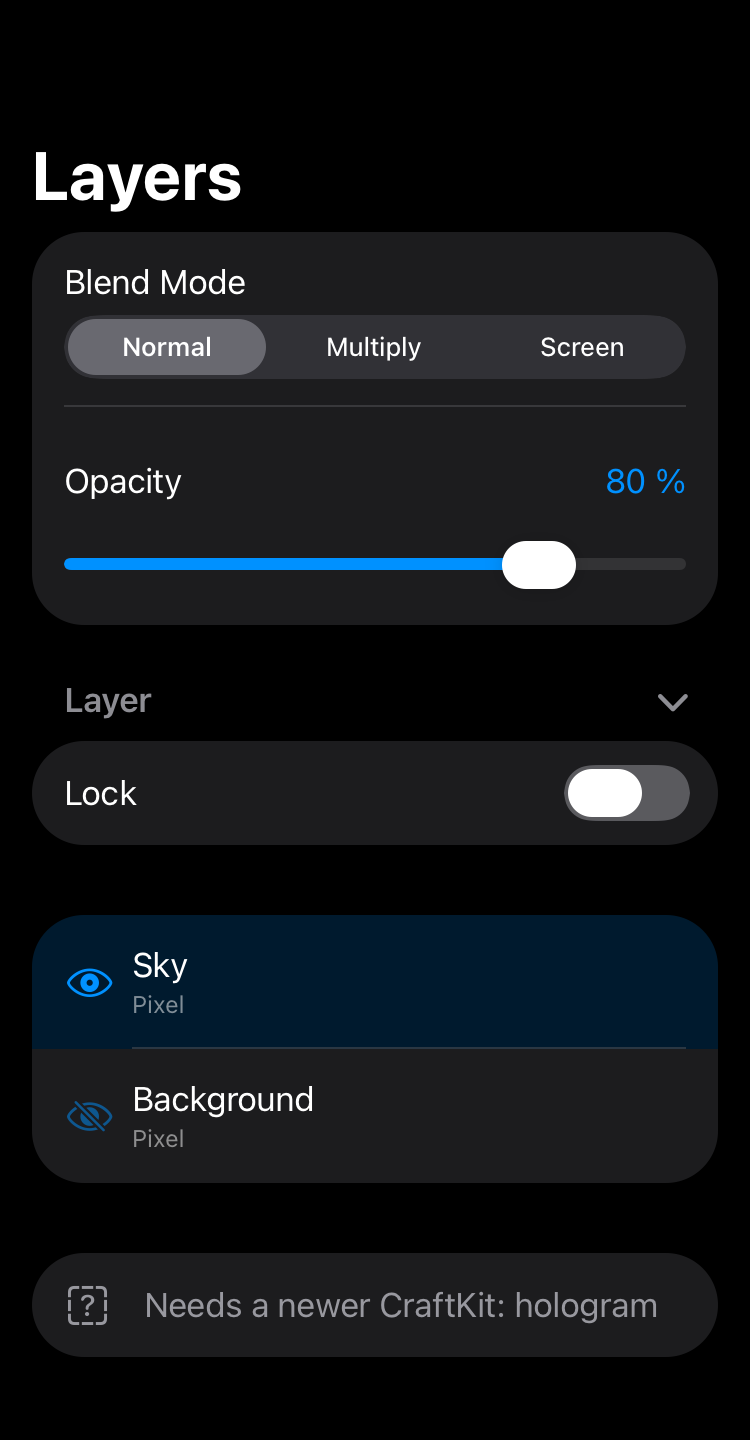 Layers
Blend Mode
Normal Multiply Screen
Opacity 80 %
Layer
Lock
Sky
Pixel
Background
Pixel
Needs a newer CraftKit: hologram